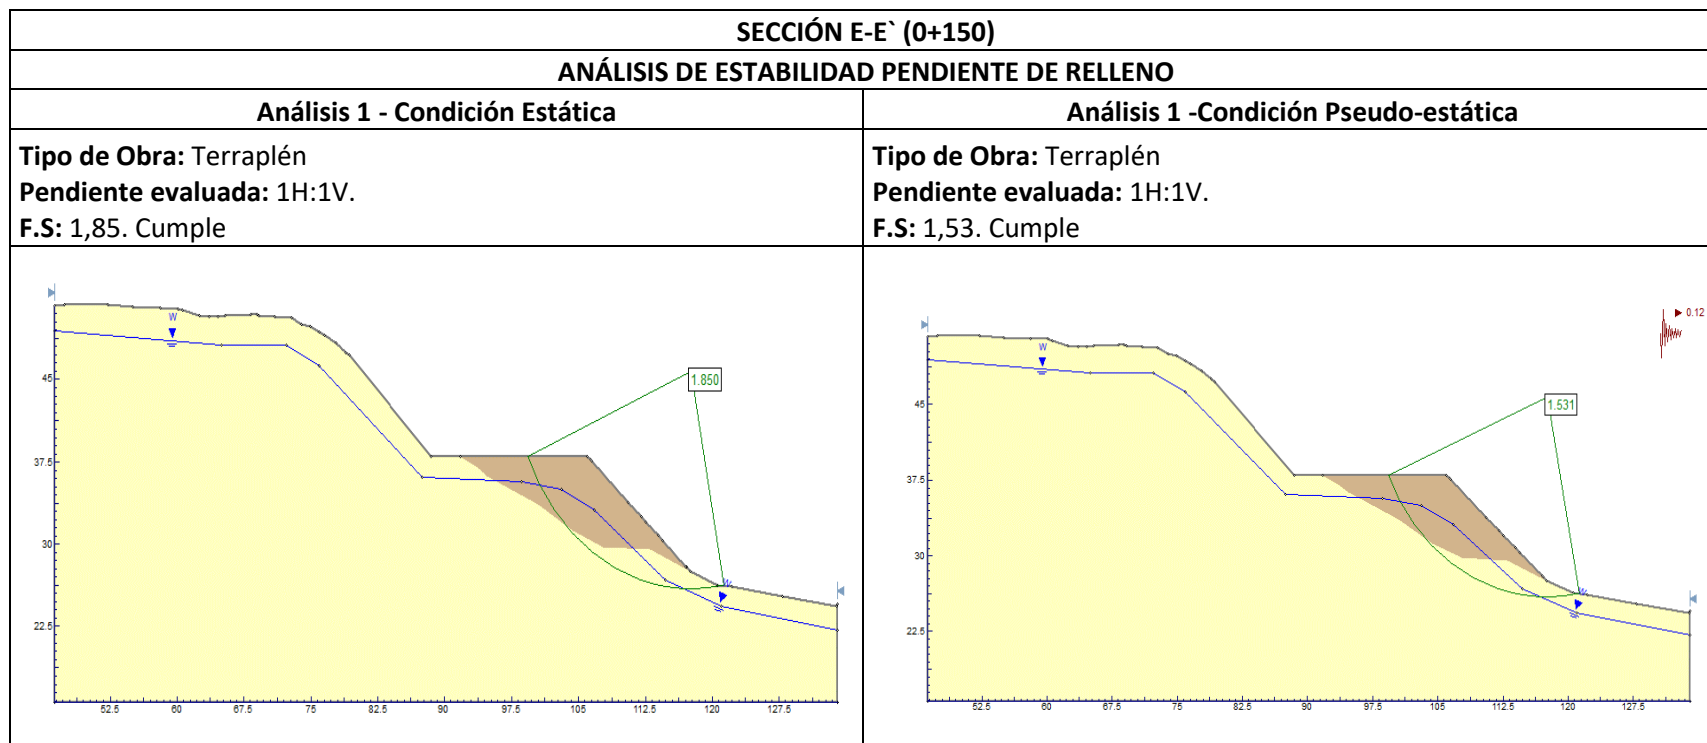 SECCIÓN E-E` (0+150)
ANÁLISIS DE ESTABILIDAD PENDIENTE DE RELLENO
Análisis 1 - Condición Estática
Análisis 1 -Condición Pseudo-estática
Tipo de Obra: Terraplén
Pendiente evaluada: 1H:1V.
F.S: 1,85. Cumple
Tipo de Obra: Terraplén
Pendiente evaluada: 1H:1V.
F.S: 1,53. Cumple
W
1.850
W
45
37.5
30
22.5
52.5 60 67.5 75 82.5 90 97.5 105 112.5 120 127.5
0.12
W
1.531
W
45
37.5
30
22.5
52.5 60 67.5 75 82.5 90 97.5 105 112.5 120 127.5